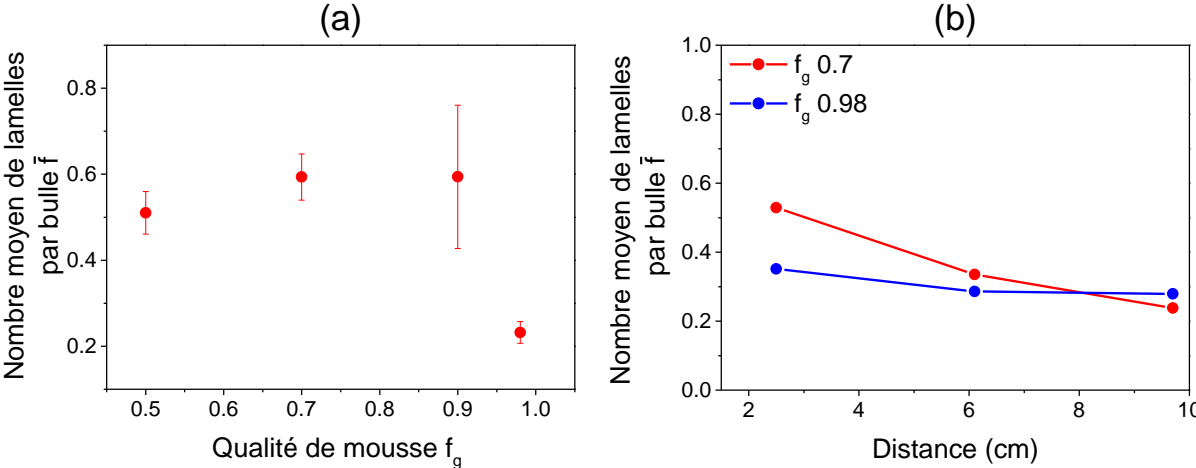 (a)
Nombre moyen de lamelles
par bulle f̄
0.8
0.6
0.4
0.2
0.5
0.6
0.7
0.8
0.9
1.0
Qualité de mousse f_g
(b)
Nombre moyen de lamelles
par bulle f̄
1.0
0.8
0.6
0.4
0.2
0.0
f_g 0.7
f_g 0.98
2
4
6
8
10
Distance (cm)